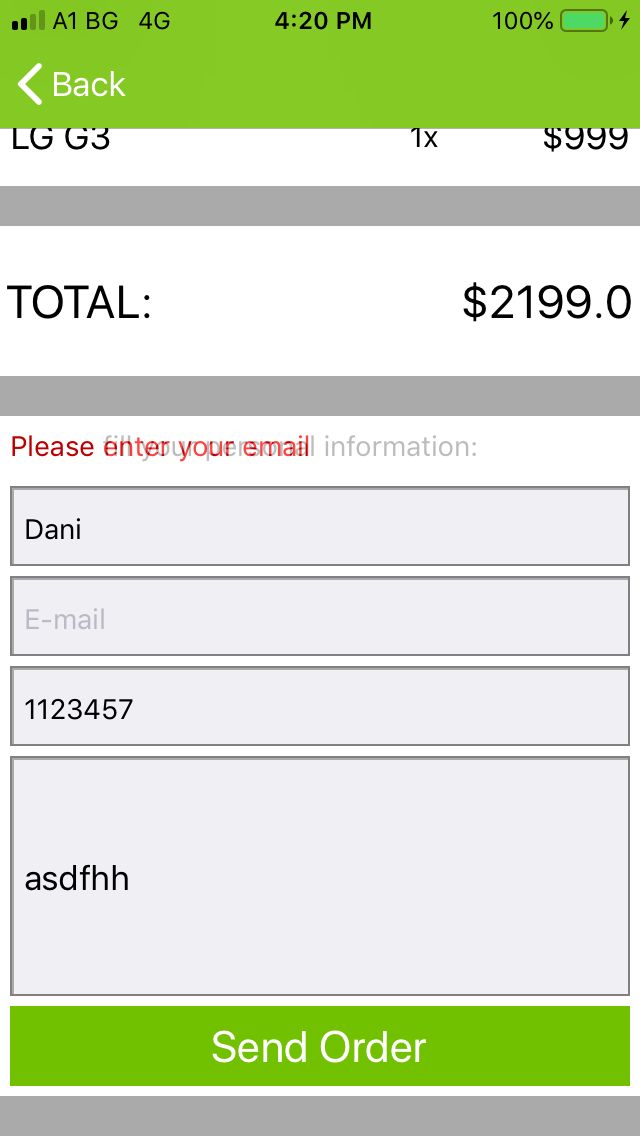 A1 BG 4G 4:20 PM 100%
Back
LG G3 1x $999
TOTAL: $2199.0
Please enter your email
fill your personal information:
Dani
E-mail
1123457
asdfhh
Send Order